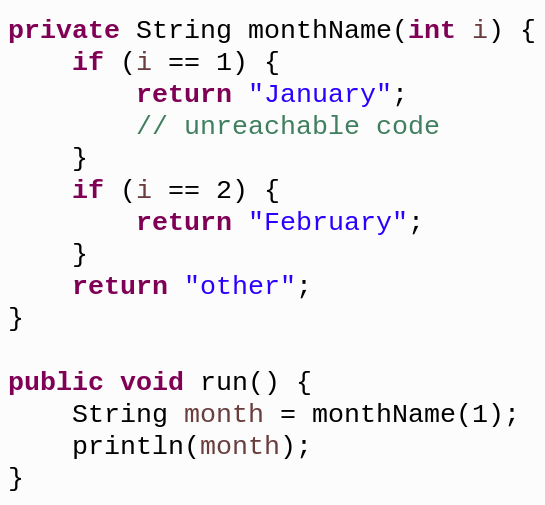 private String monthName(int i) {
    if (i == 1) {
        return "January";
        // unreachable code
    }
    if (i == 2) {
        return "February";
    }
    return "other";
}

public void run() {
    String month = monthName(1);
    println(month);
}